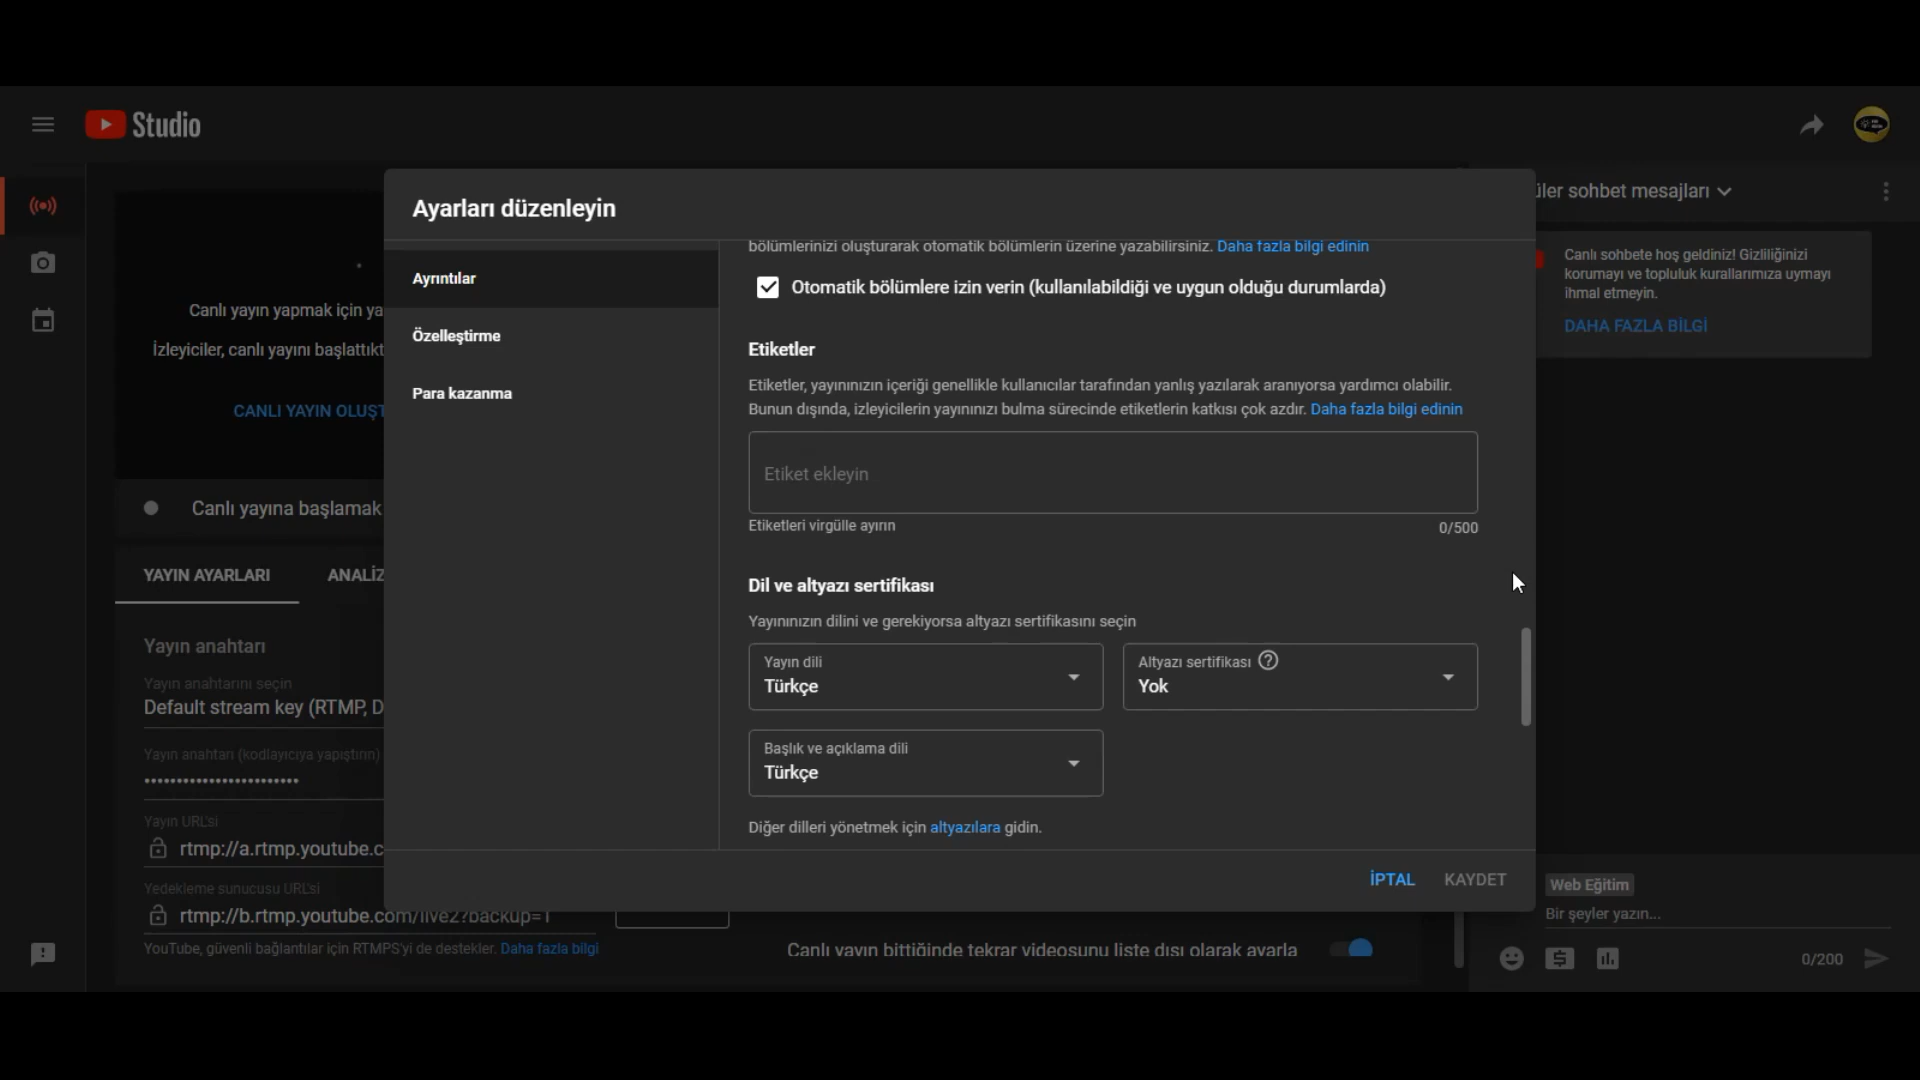 Studio
Ayarları düzenleyin
Ayrıntılar
Özelleştirme
Para kazanma
bölümlerinizi oluşturarak otomatik bölümlerin üzerine yazabilirsiniz. Daha fazla bilgi edinin
Otomatik bölümlere izin verin (kullanılabildiği ve uygun olduğu durumlarda)
Etiketler
Etiketler, yayınınızın içeriği genellikle kullanıcılar tarafından yanlış yazılarak aranıyorsa yardımcı olabilir.
Bunun dışında, izleyicilerin yayınınızı bulma sürecinde etiketlerin katkısı çok azdır. Daha fazla bilgi edinin
Etiket ekleyin
Etiketleri virgülle ayırın
0/500
Dil ve altyazı sertifikası
Yayınınızın dilini ve gerekiyorsa altyazı sertifikasını seçin
Yayın dili
Türkçe
Altyazı sertifikası
Yok
Başlık ve açıklama dili
Türkçe
Diğer dilleri yönetmek için altyazılara gidin.
İPTAL
KAYDET
Canlı yayın yapmak için ya
İzleyiciler, canlı yayını başlattıkt
CANLI YAYIN OLUŞT
Canlı yayına başlamak
YAYIN AYARLARI
ANALİZ
Yayın anahtarı
Yayın anahtarını seçin
Default stream key (RTMP, D
Yayın anahtarı (kodlayıcıya yapıştırın)
••••••••••••••••••••••••
Yayın URL'si
rtmp://a.rtmp.youtube.c
Yedekleme sunucusu URL'si
rtmp://b.rtmp.youtube.com/live2?backup=1
YouTube, güvenli bağlantılar için RTMPS'yi de destekler. Daha fazla bilgi
Canlı yayın bittiğinde tekrar videosunu liste dışı olarak ayarla
üler sohbet mesajları
Canlı sohbete hoş geldiniz! Gizliliğinizi
korumayı ve topluluk kurallarımıza uymayı
ihmal etmeyin.
DAHA FAZLA BİLGİ
Web Eğitim
Bir şeyler yazın...
0/200